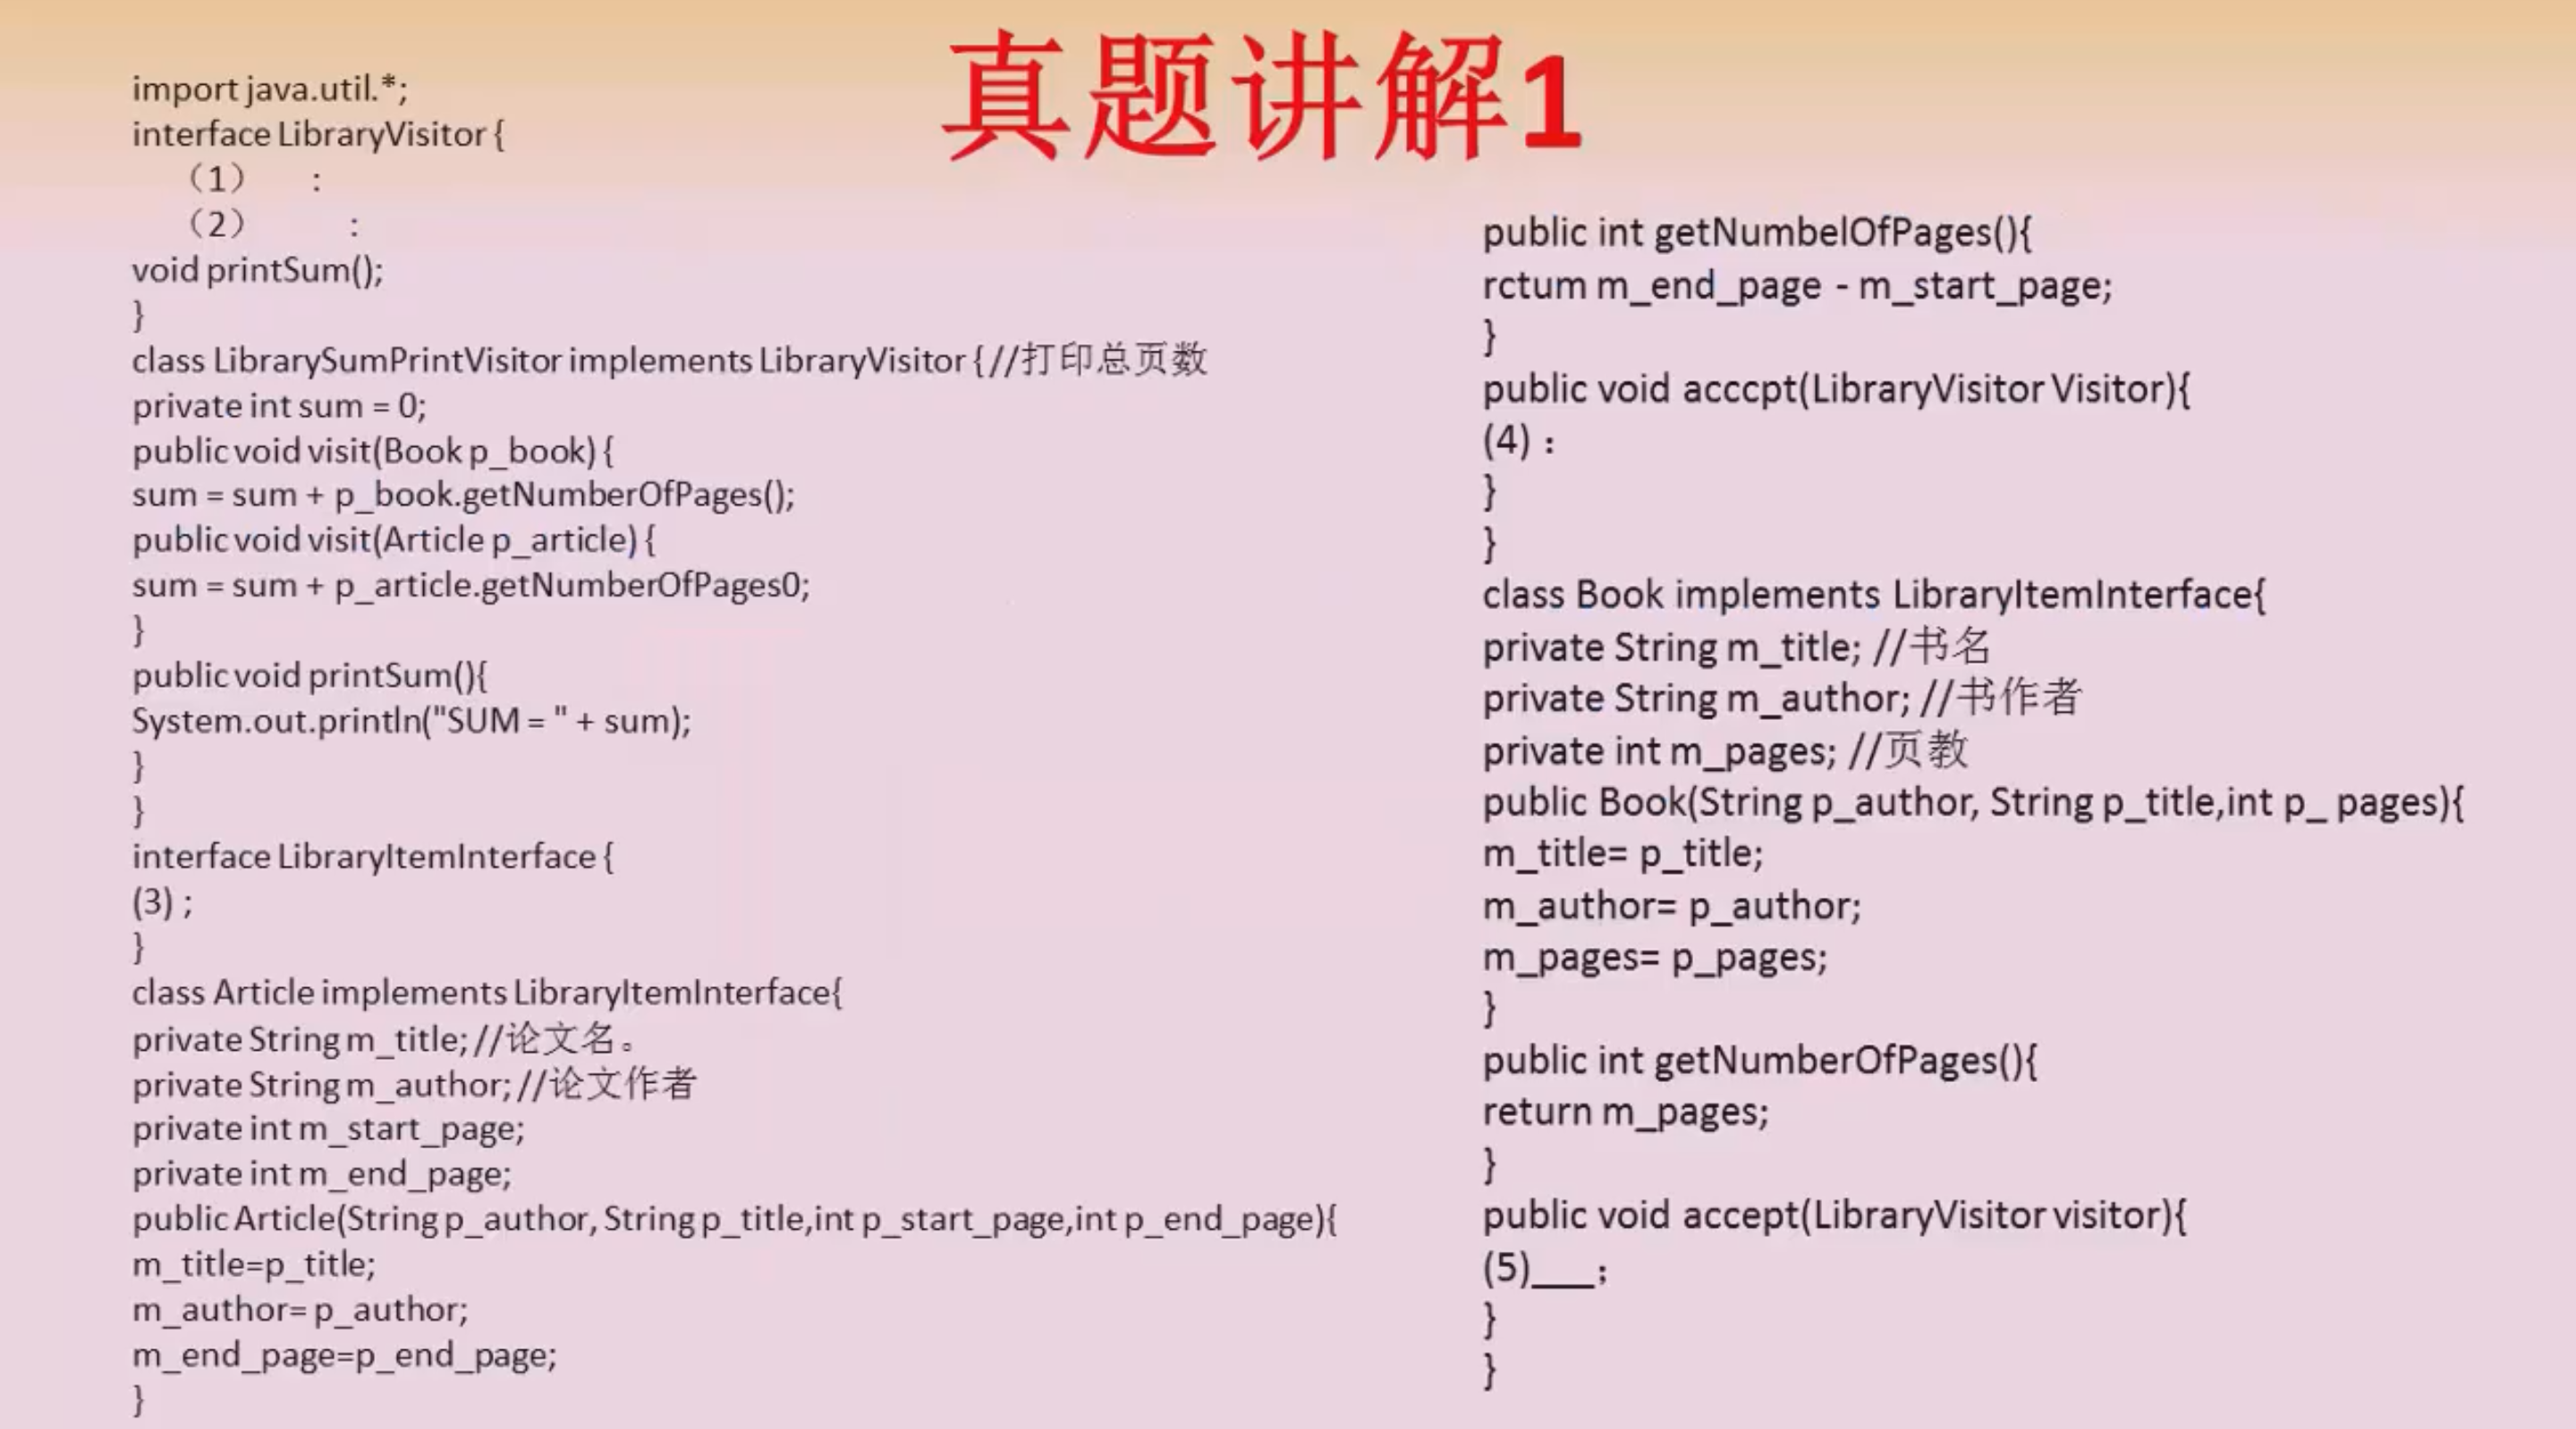 真题讲解1
import java.util.*;
interface LibraryVisitor {
（1） :
（2） :
void printSum();
}
class LibrarySumPrintVisitor implements LibraryVisitor {//打印总页数
private int sum = 0;
public void visit(Book p_book) {
sum = sum + p_book.getNumberOfPages();
public void visit(Article p_article) {
sum = sum + p_article.getNumberOfPages0;
}
public void printSum(){
System.out.println("SUM = " + sum);
}
}
interface LibraryItemInterface {
(3) ;
}
class Article implements LibraryItemInterface{
private String m_title; //论文名。
private String m_author; //论文作者
private int m_start_page;
private int m_end_page;
public Article(String p_author, String p_title,int p_start_page,int p_end_page){
m_title=p_title;
m_author= p_author;
m_end_page=p_end_page;
}
public int getNumbelOfPages(){
rctum m_end_page - m_start_page;
}
public void acccpt(LibraryVisitor Visitor){
(4)：
}
}
class Book implements LibraryItemInterface{
private String m_title; //书名
private String m_author; //书作者
private int m_pages; //页教
public Book(String p_author, String p_title,int p_ pages){
m_title= p_title;
m_author= p_author;
m_pages= p_pages;
}
public int getNumberOfPages(){
return m_pages;
}
public void accept(LibraryVisitor visitor){
(5)___；
}
}